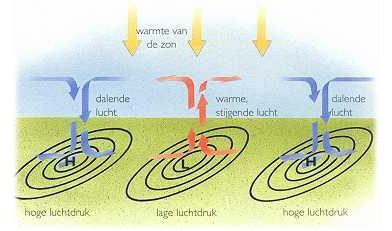 warmte van
de zon
dalende
lucht
warme,
stijgende lucht
dalende
lucht
H
L
H
hoge luchtdruk
lage luchtdruk
hoge luchtdruk